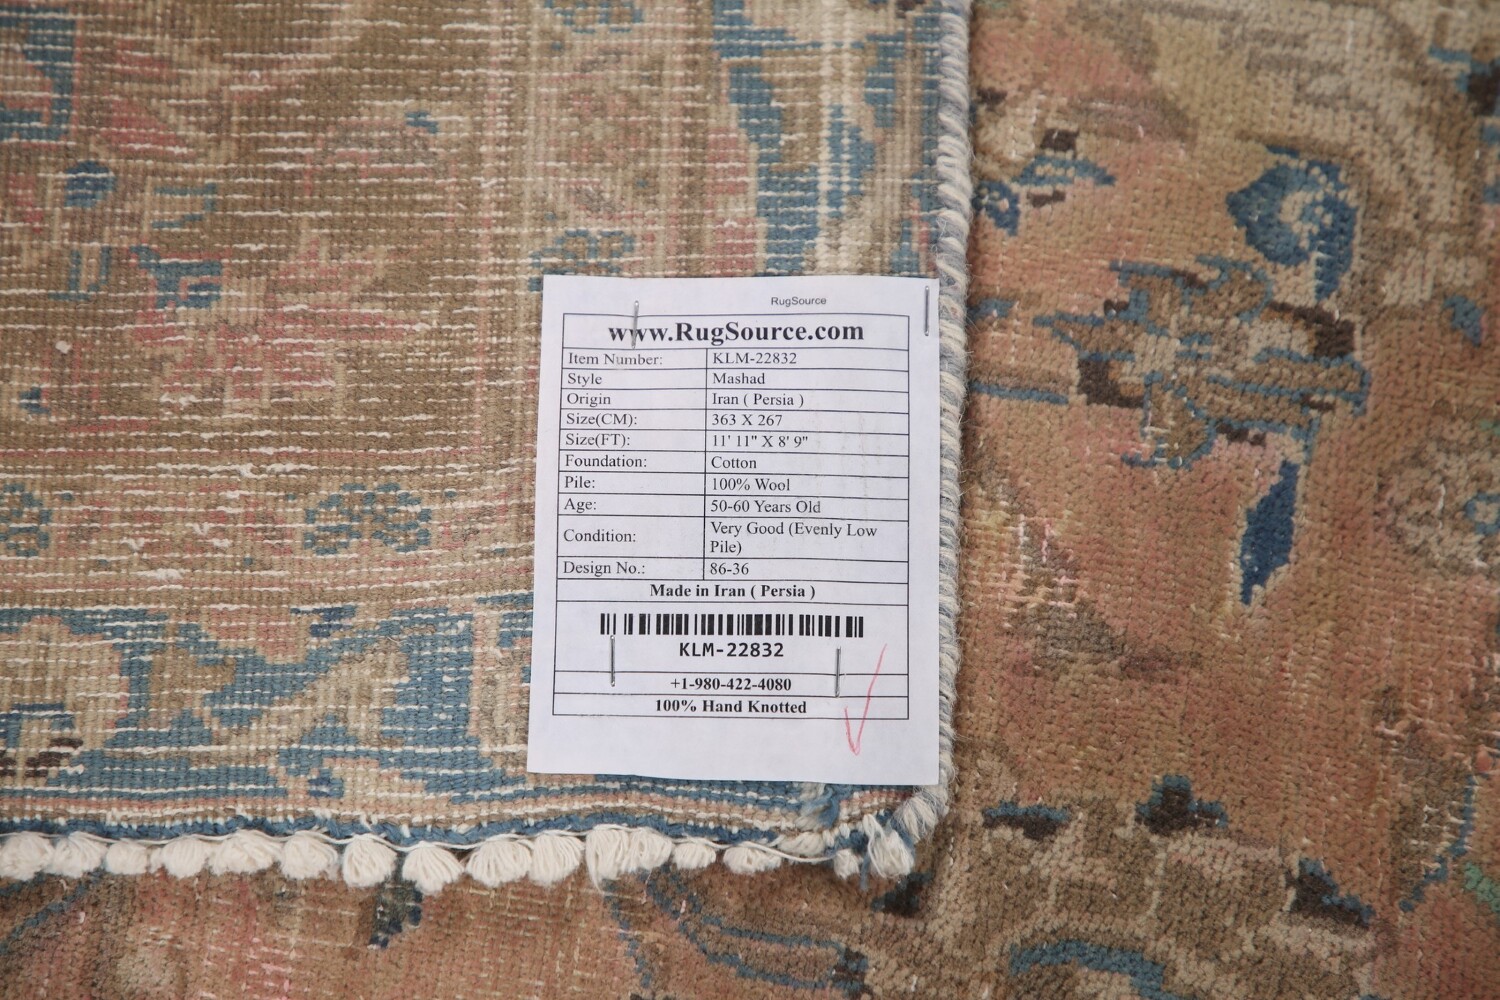 RugSource
www.RugSource.com
Item Number: KLM-22832
Style Mashad
Origin Iran ( Persia )
Size(CM): 363 X 267
Size(FT): 11' 11" X 8' 9"
Foundation: Cotton
Pile: 100% Wool
Age: 50-60 Years Old
Condition: Very Good (Evenly Low
Pile)
Design No.: 86-36
Made in Iran ( Persia )
KLM-22832
+1-980-422-4080
100% Hand Knotted